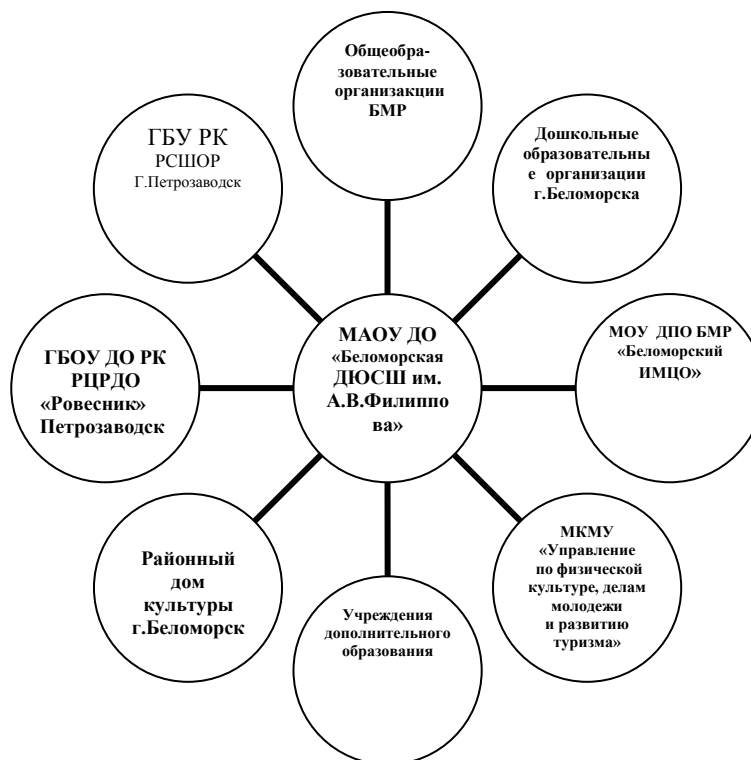 Общеобра-
зовательные
организакции
БМР
ГБУ РК
РСШОР
Г.Петрозаводск
Дошкольные
образовательны
е организации
г.Беломорска
МАОУ ДО
«Беломорская
ДЮСШ им.
А.В.Филиппо
ва»
ГБОУ ДО РК
РЦРДО
«Ровесник»
Петрозаводск
МОУ ДПО БМР
«Беломорский
ИМЦО»
Районный
дом
культуры
г.Беломорск
МКМУ
«Управление
по физической
культуре, делам
молодежи
и развитию
туризма»
Учреждения
дополнительного
образования